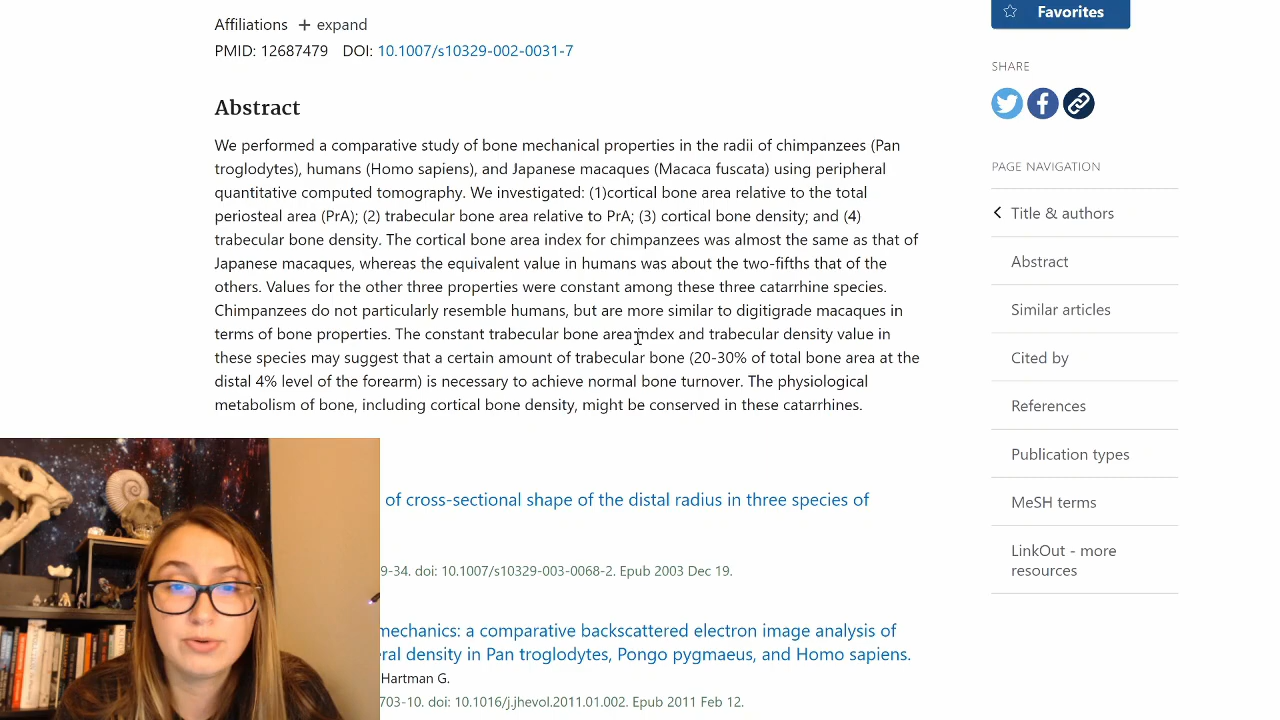 Affiliations + expand
Favorites
PMID: 12687479 DOI: 10.1007/s10329-002-0031-7
SHARE
Abstract
We performed a comparative study of bone mechanical properties in the radii of chimpanzees (Pan
troglodytes), humans (Homo sapiens), and Japanese macaques (Macaca fuscata) using peripheral
quantitative computed tomography. We investigated: (1)cortical bone area relative to the total
periosteal area (PrA); (2) trabecular bone area relative to PrA; (3) cortical bone density; and (4)
trabecular bone density. The cortical bone area index for chimpanzees was almost the same as that of
Japanese macaques, whereas the equivalent value in humans was about the two-fifths that of the
others. Values for the other three properties were constant among these three catarrhine species.
Chimpanzees do not particularly resemble humans, but are more similar to digitigrade macaques in
terms of bone properties. The constant trabecular bone area index and trabecular density value in
these species may suggest that a certain amount of trabecular bone (20-30% of total bone area at the
distal 4% level of the forearm) is necessary to achieve normal bone turnover. The physiological
metabolism of bone, including cortical bone density, might be conserved in these catarrhines.
PAGE NAVIGATION
Title & authors
Abstract
Similar articles
Cited by
References
Publication types
MeSH terms
LinkOut - more
resources
of cross-sectional shape of the distal radius in three species of
9-34. doi: 10.1007/s10329-003-0068-2. Epub 2003 Dec 19.
mechanics: a comparative backscattered electron image analysis of
ral density in Pan troglodytes, Pongo pygmaeus, and Homo sapiens.
Hartman G.
703-10. doi: 10.1016/j.jhevol.2011.01.002. Epub 2011 Feb 12.